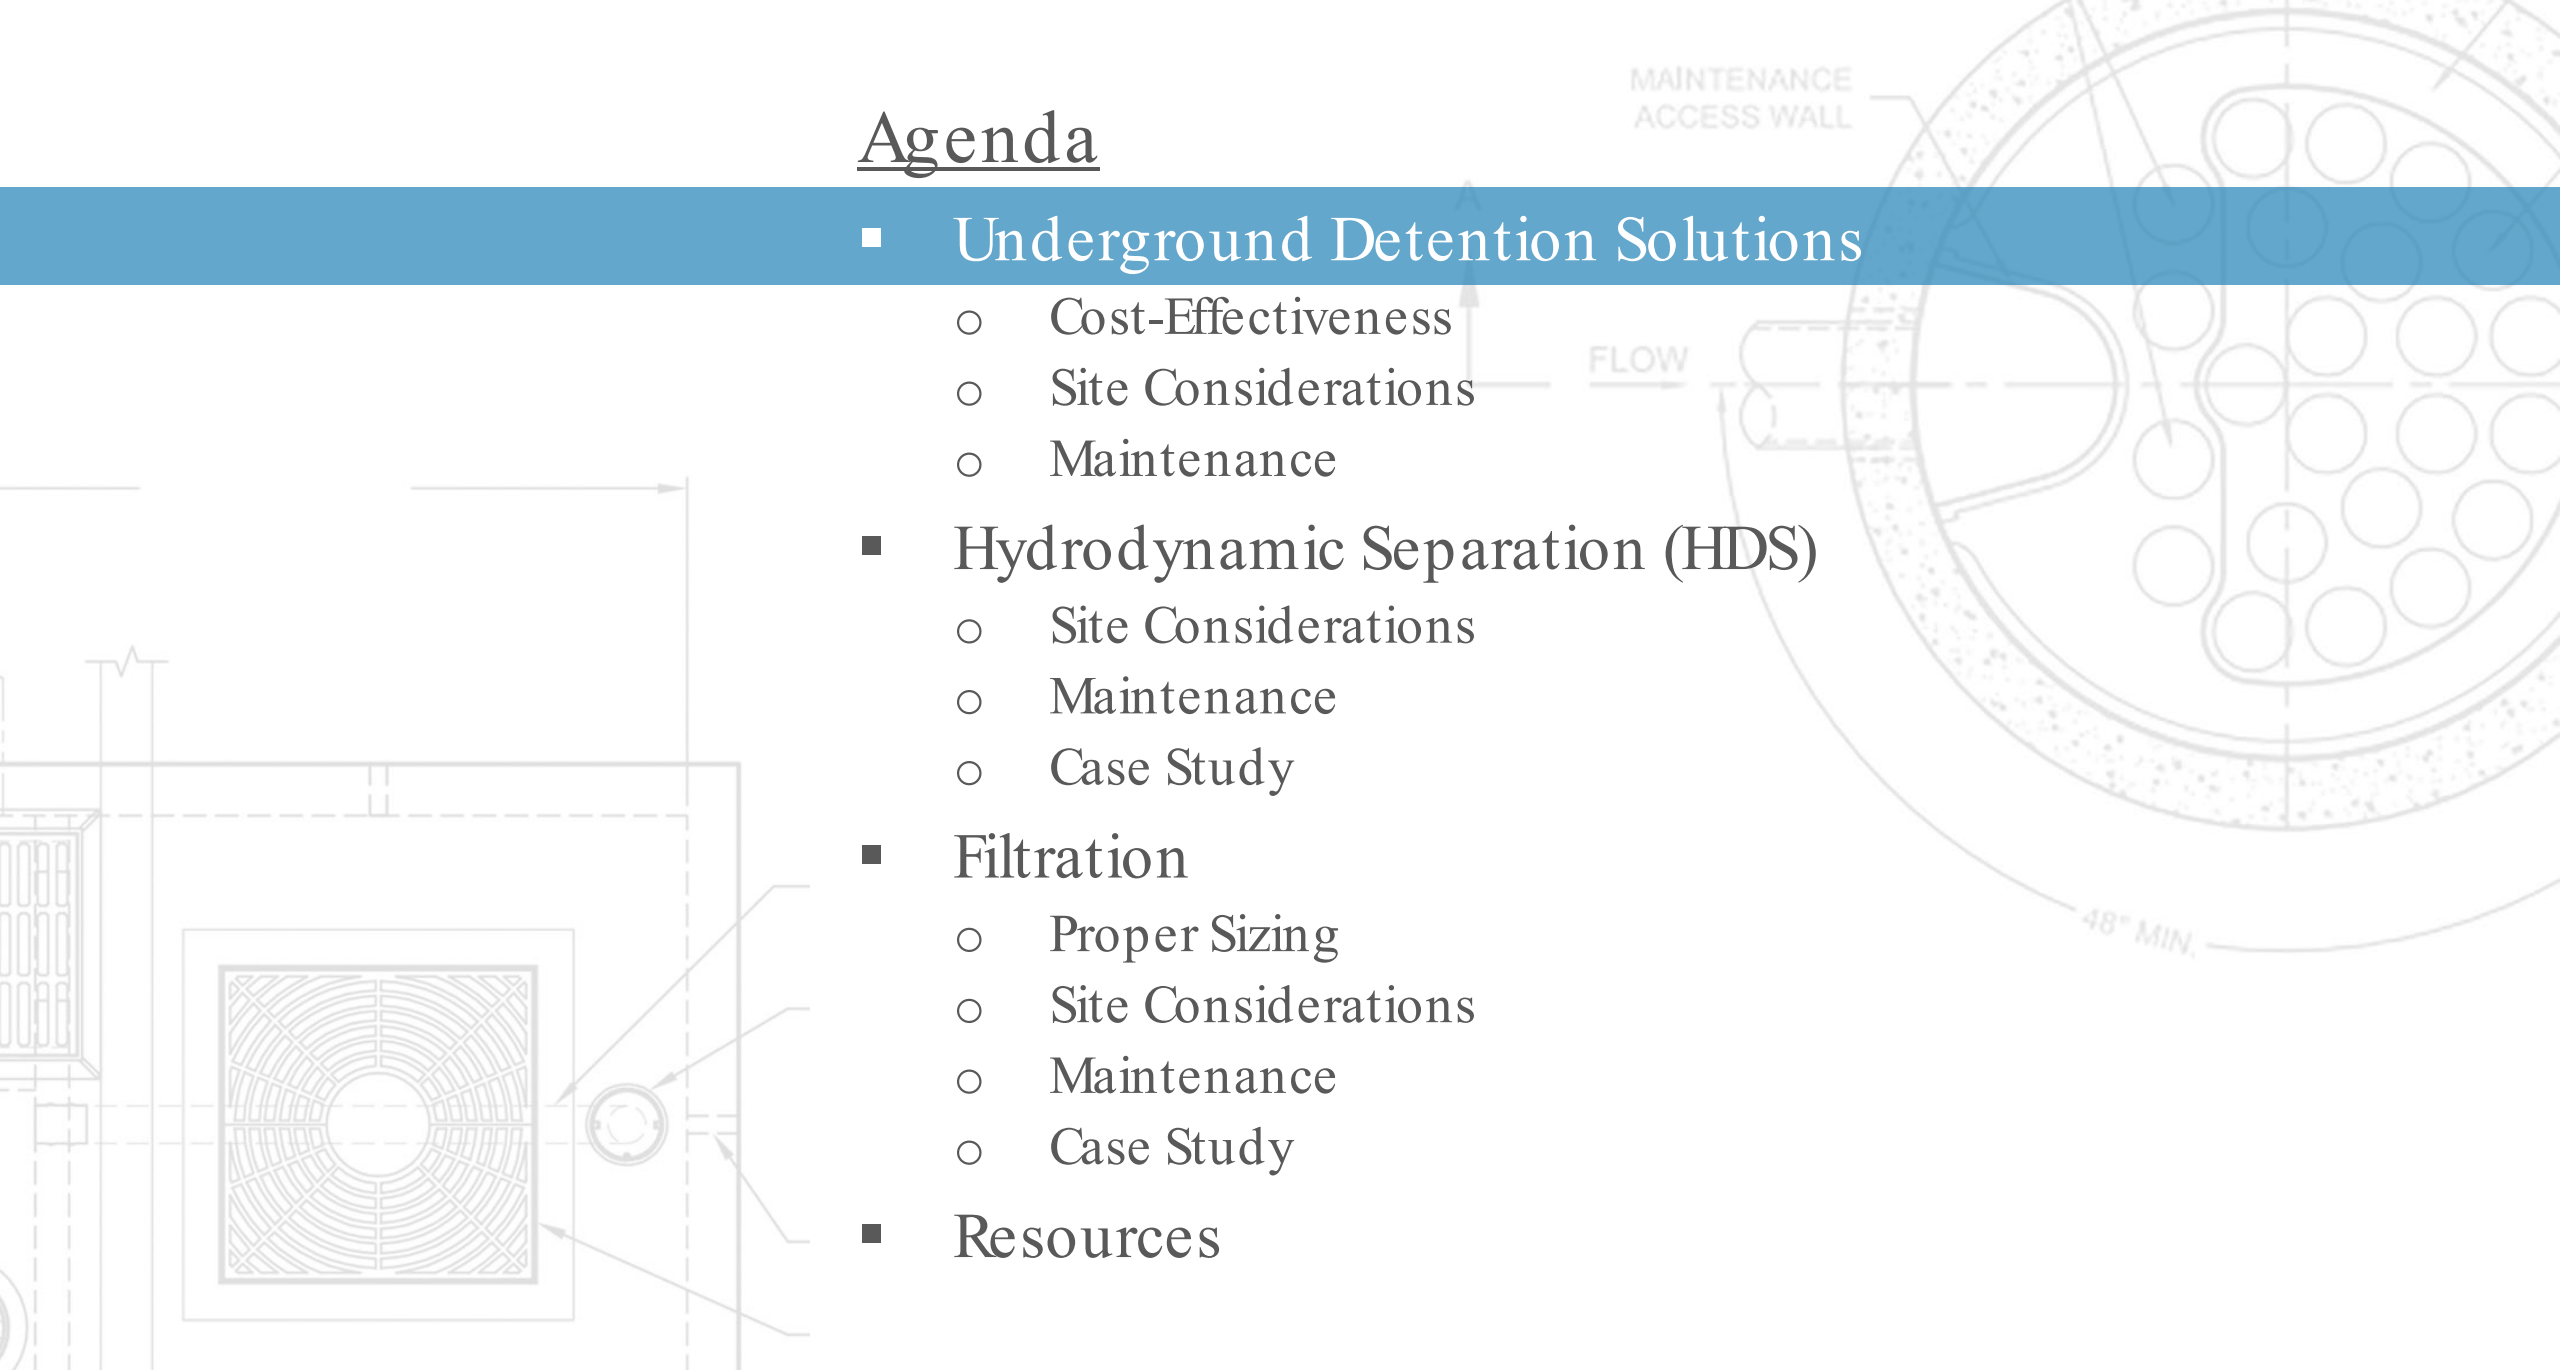 MAINTENANCE
ACCESS WALL
Agenda
A
▪ Underground Detention Solutions
o Cost-Effectiveness
o Site Considerations
FLOW
o Maintenance
▪ Hydrodynamic Separation (HDS)
o Site Considerations
o Maintenance
o Case Study
▪ Filtration
o Proper Sizing
48" MIN.
o Site Considerations
o Maintenance
o Case Study
▪ Resources